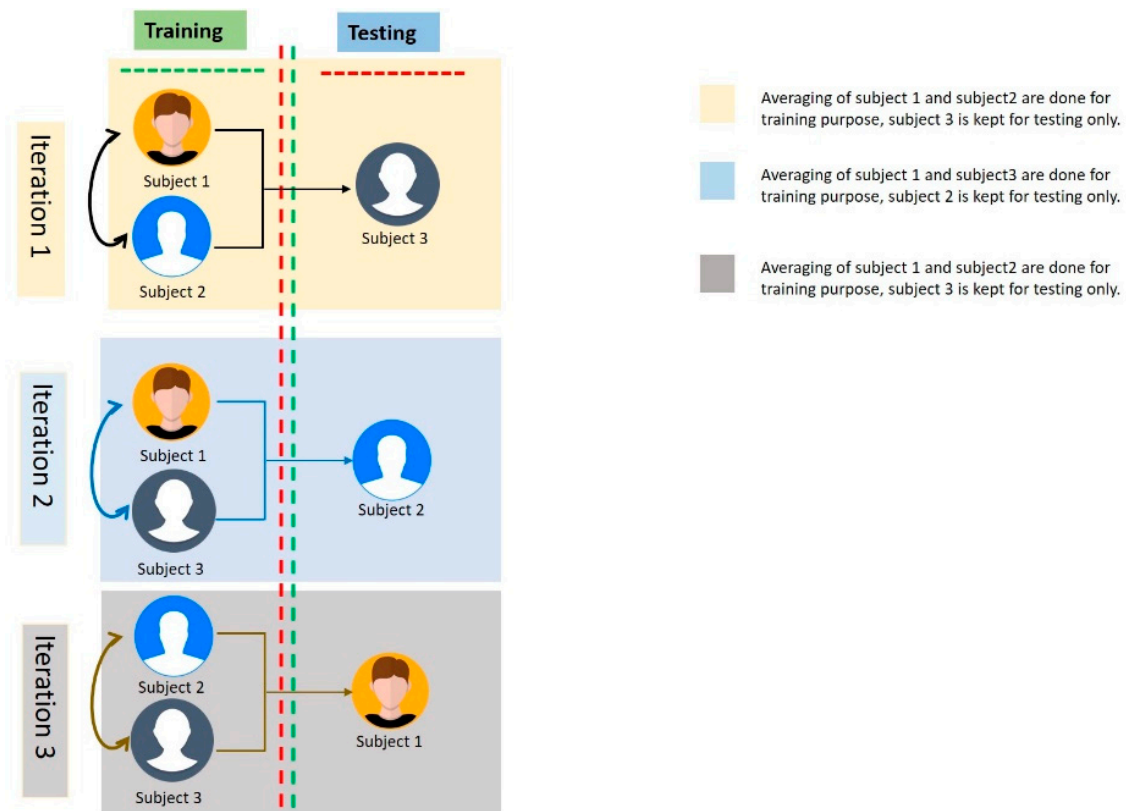 Training
Testing
Iteration 1
Subject 1
Subject 2
Subject 3
Iteration 2
Subject 1
Subject 3
Subject 2
Iteration 3
Subject 2
Subject 3
Subject 1
Averaging of subject 1 and subject2 are done for
training purpose, subject 3 is kept for testing only.
Averaging of subject 1 and subject3 are done for
training purpose, subject 2 is kept for testing only.
Averaging of subject 1 and subject2 are done for
training purpose, subject 3 is kept for testing only.